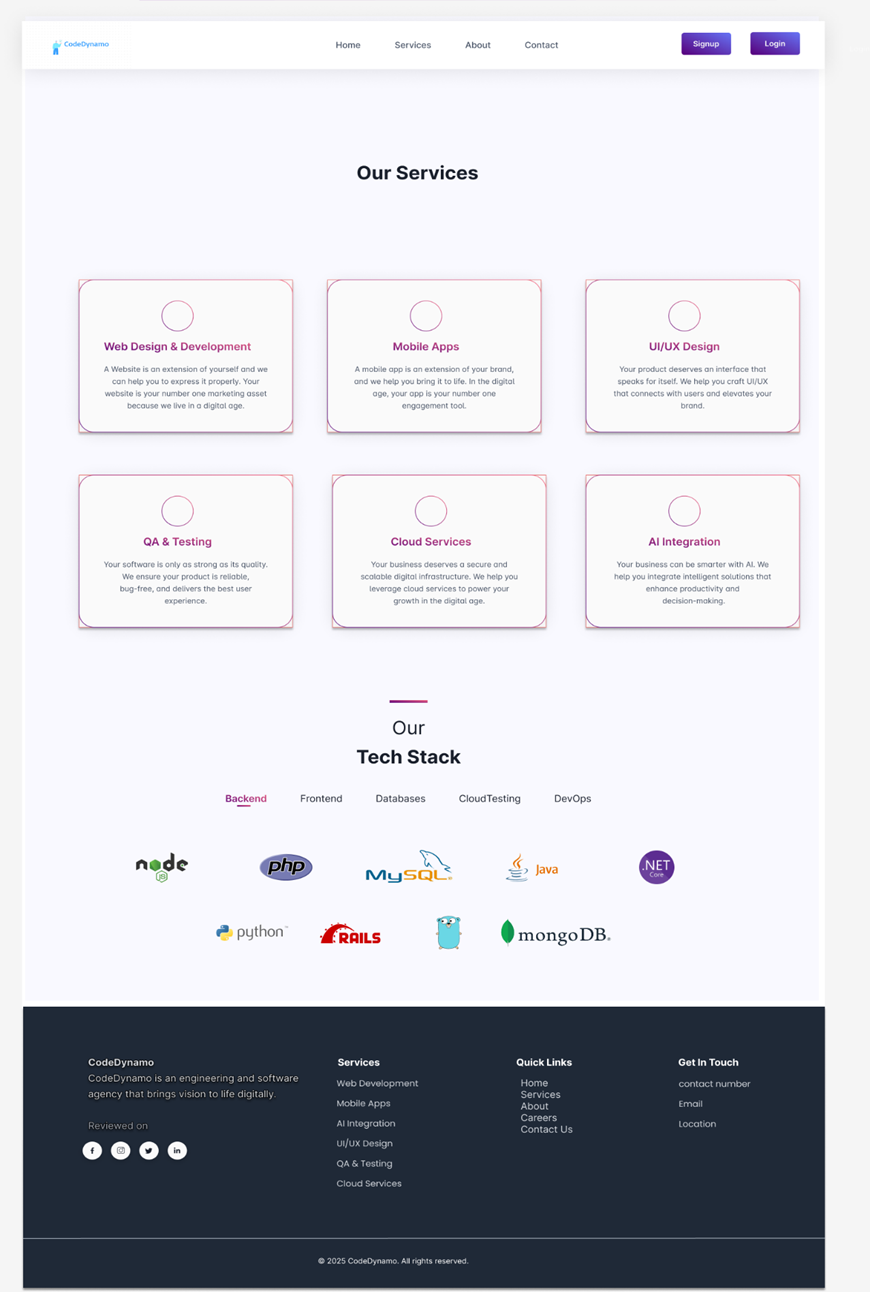 CodeDynamo
Home
Services
About
Contact
Signup
Login
Our Services
Web Design & Development
A Website is an extension of yourself and we
can help you to express it properly. Your
website is your number one marketing asset
because we live in a digital age.
Mobile Apps
A mobile app is an extension of your brand,
and we help you bring it to life. In the digital
age, your app is your number one
engagement tool.
UI/UX Design
Your product deserves an interface that
speaks for itself. We help you craft UI/UX
that connects with users and elevates your
brand.
QA & Testing
Your software is only as strong as its quality.
We ensure your product is reliable,
bug-free, and delivers the best user
experience.
Cloud Services
Your business deserves a secure and
scalable digital infrastructure. We help you
leverage cloud services to power your
growth in the digital age.
AI Integration
Your business can be smarter with AI. We
help you integrate intelligent solutions that
enhance productivity and
decision-making.
Our
Tech Stack
Backend
Frontend
Databases
CloudTesting
DevOps
node
JS
php
MySQL
Java
.NET
Core
python
RAILS
mongoDB
CodeDynamo
CodeDynamo is an engineering and software
agency that brings vision to life digitally.
Reviewed on
Services
Web Development
Mobile Apps
AI Integration
UI/UX Design
QA & Testing
Cloud Services
Quick Links
Home
Services
About
Careers
Contact Us
Get In Touch
contact number
Email
Location
© 2025 CodeDynamo. All rights reserved.